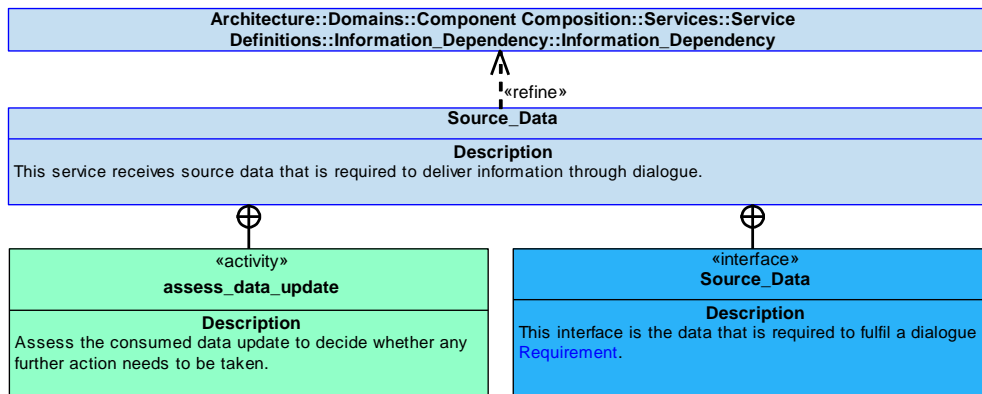 Architecture::Domains::Component Composition::Services::Service
Definitions::Information_Dependency::Information_Dependency
«refine»
Source_Data
Description
This service receives source data that is required to deliver information through dialogue.
«activity»
assess_data_update
Description
Assess the consumed data update to decide whether any
further action needs to be taken.
«interface»
Source_Data
Description
This interface is the data that is required to fulfil a dialogue
Requirement.